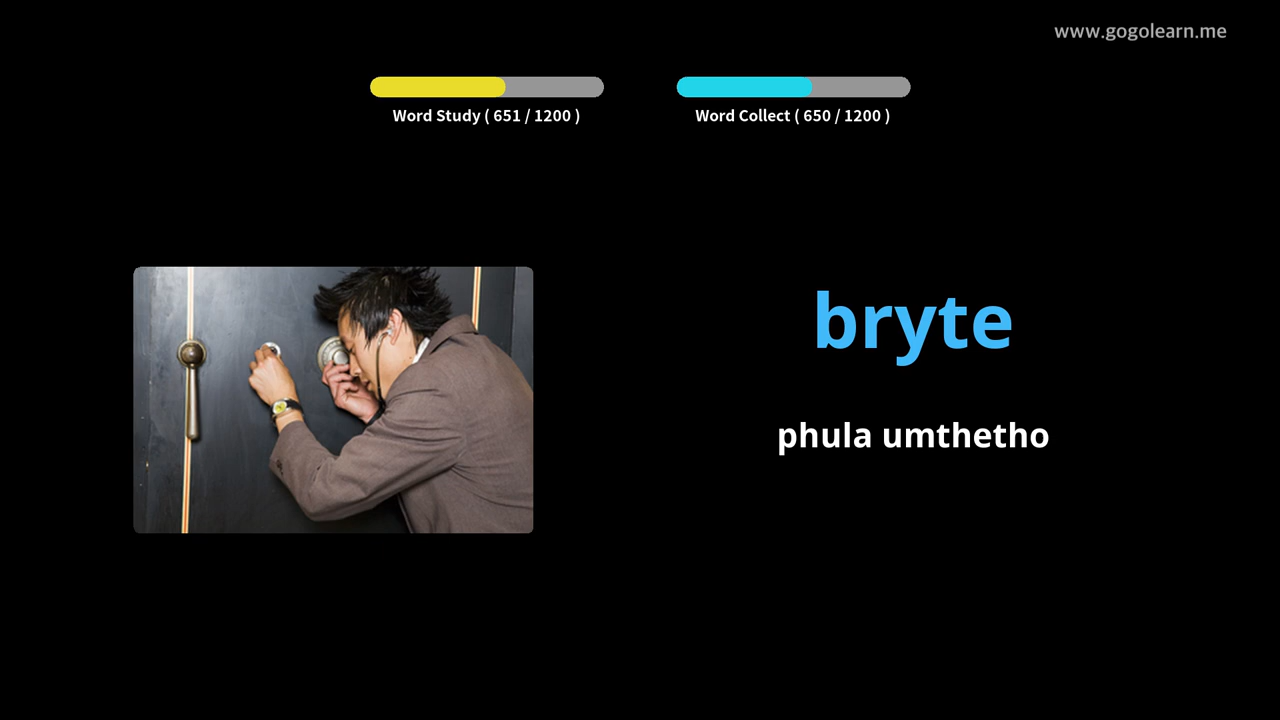 www.gogolearn.me
Word Study ( 651 / 1200 )
Word Collect ( 650 / 1200 )
bryte
phula umthetho